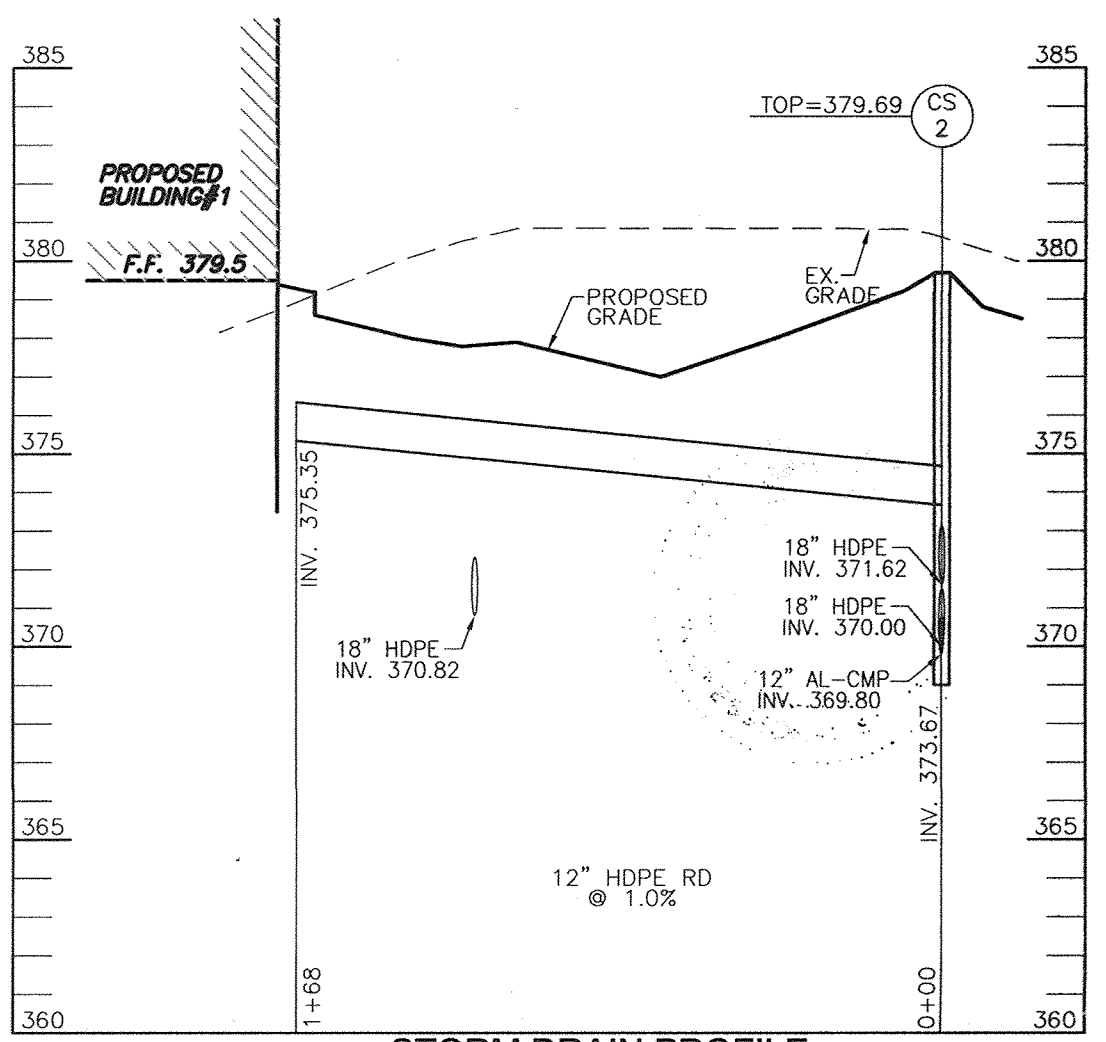 385
385
TOP=379.69
CS
2
PROPOSED
BUILDING#1
380
380
F.F. 379.5
EX.
GRADE
PROPOSED
GRADE
375
375
INV. 375.35
18" HDPE
INV. 371.62
18" HDPE
INV. 370.00
370
370
18" HDPE
INV. 370.82
12" AL-CMP
INV. 369.80
INV. 373.67
365
365
12" HDPE RD
@ 1.0%
1+68
0+00
360
360
STORM DRAIN PROFILE